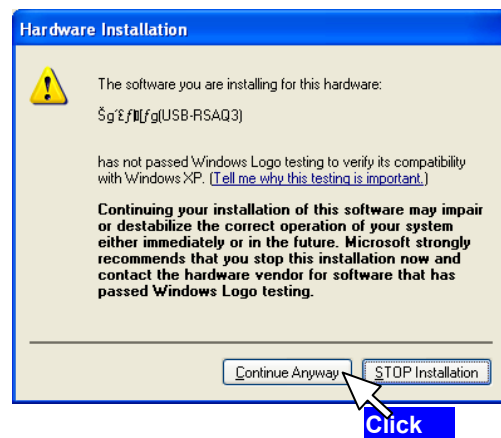 Hardware Installation
The software you are installing for this hardware:
(USB-RSAQ3)
has not passed Windows Logo testing to verify its compatibility
with Windows XP. (Tell me why this testing is important.)
Continuing your installation of this software may impair
or destabilize the correct operation of your system
either immediately or in the future. Microsoft strongly
recommends that you stop this installation now and
contact the hardware vendor for software that has
passed Windows Logo testing.
Continue Anyway STOP Installation
Click